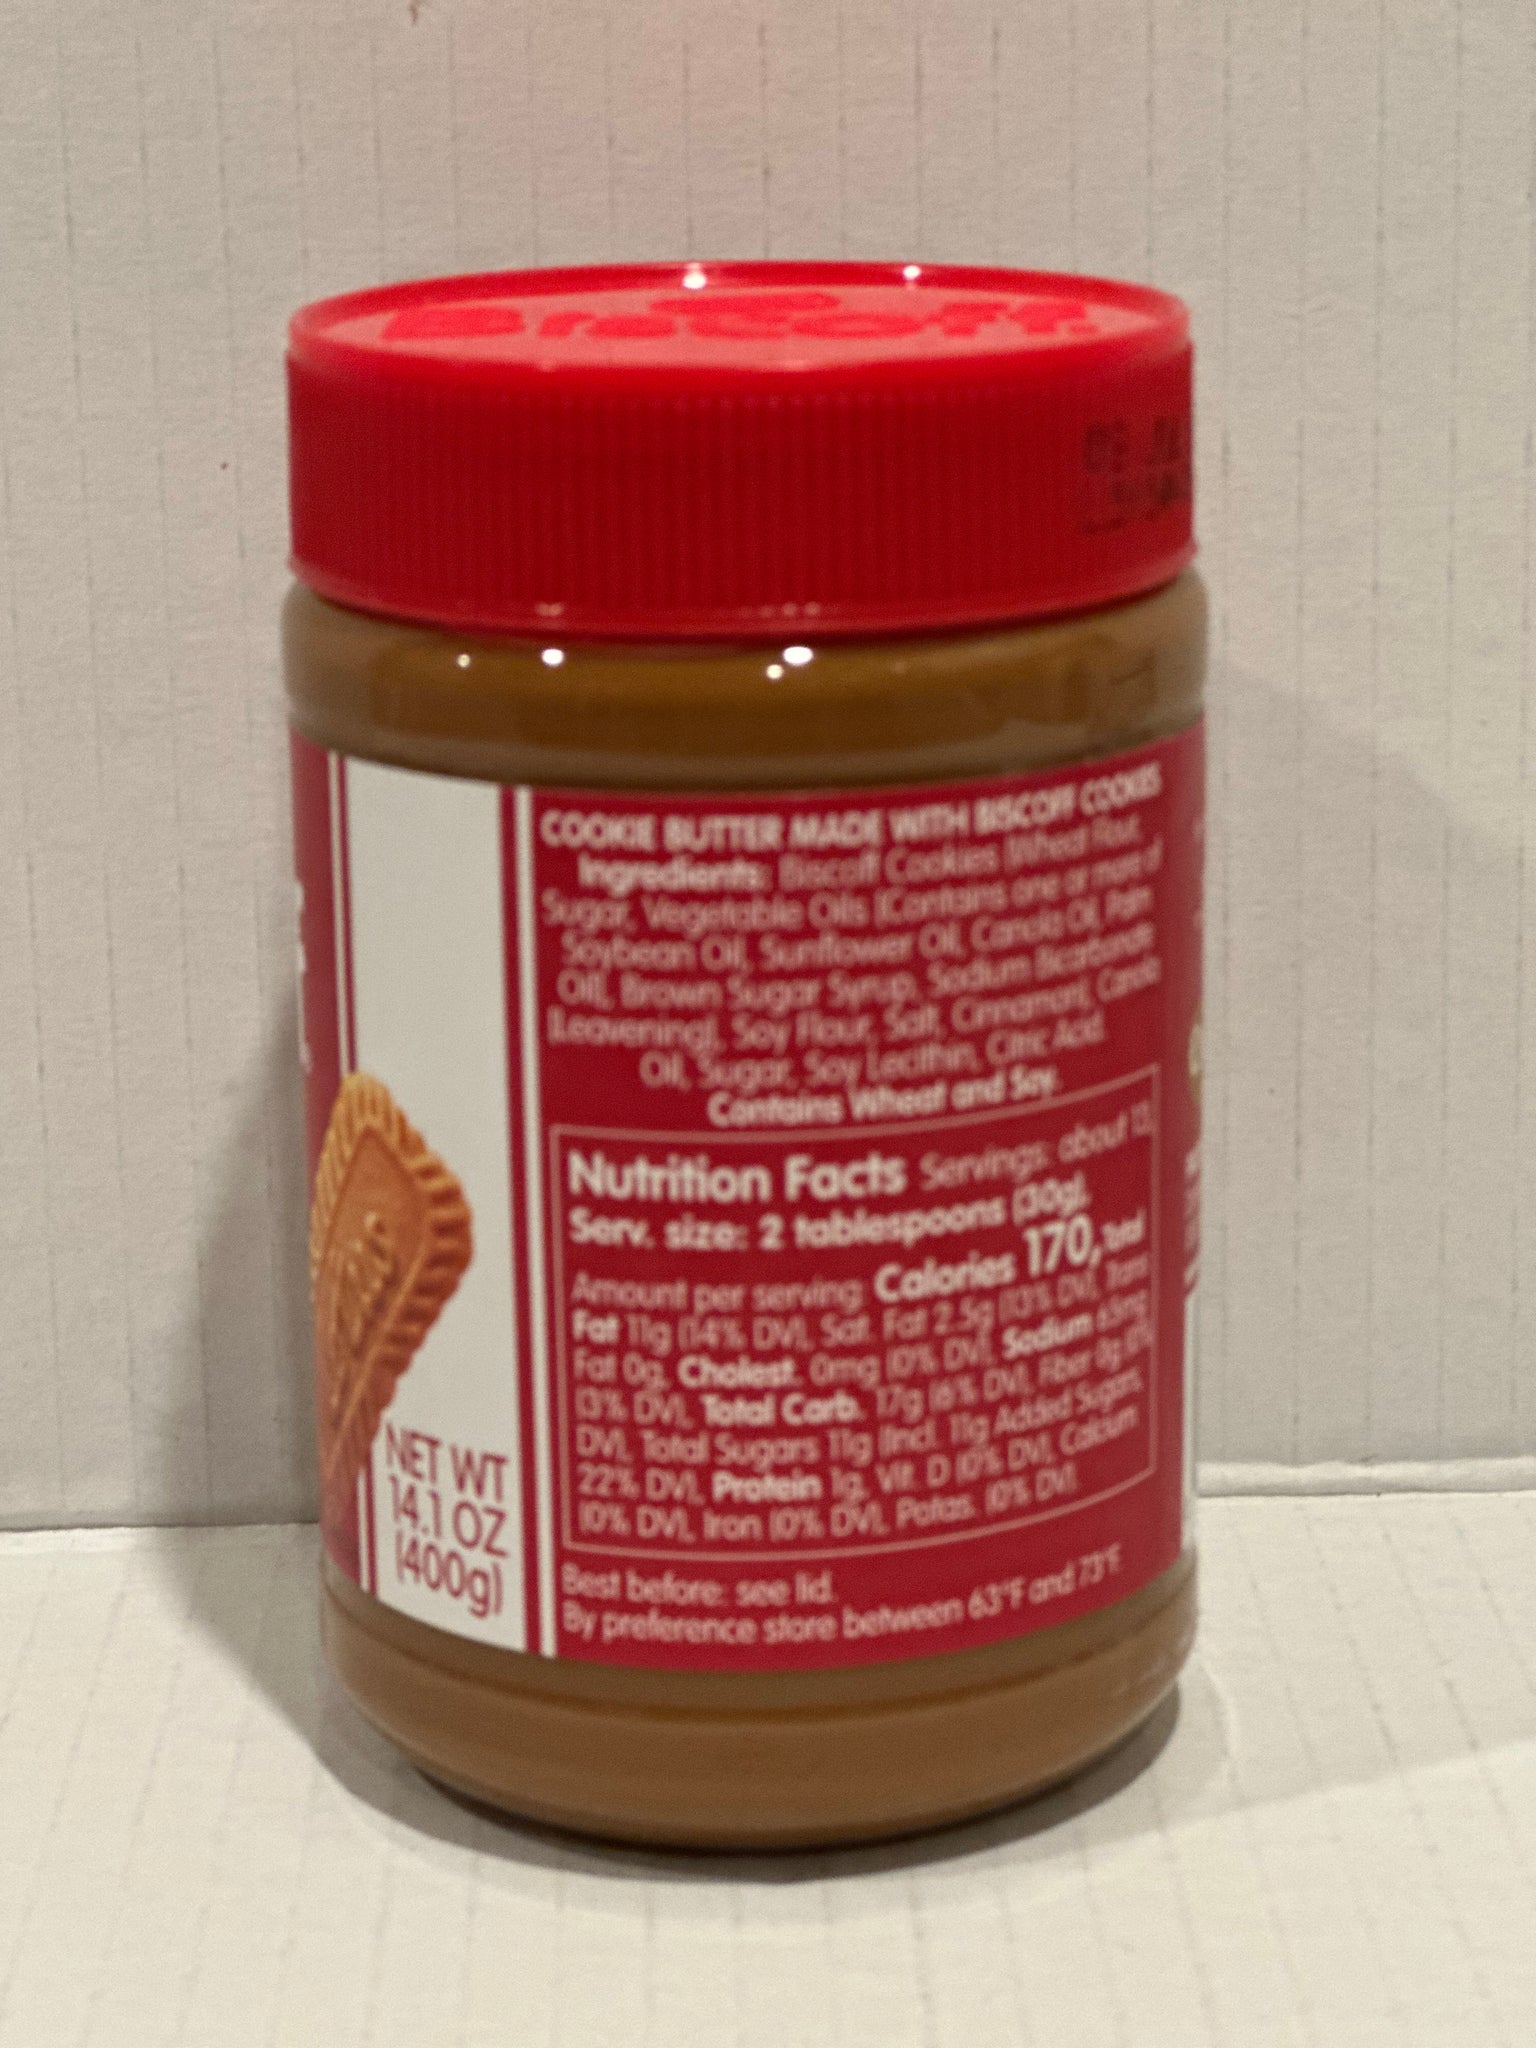 Biscoff
COOKIE BUTTER MADE WITH BISCOFF COOKIES
Ingredients: Biscoff Cookies (Wheat Flour,
Sugar, Vegetable Oils (Contains one or more of
Soybean Oil, Sunflower Oil, Canola Oil, Palm
Oil), Brown Sugar Syrup, Sodium Bicarbonate
(Leavening), Soy Flour, Salt, Cinnamon), Canola
Oil, Sugar, Soy Lecithin, Citric Acid.
Contains Wheat and Soy.
Nutrition Facts Servings: about 13,
Serv. size: 2 tablespoons (30g),
Amount per serving: Calories 170, Total
Fat 11g (14% DV), Sat. Fat 2.5g (13% DV), Trans
Fat 0g, Cholest. 0mg (0% DV), Sodium 65mg
(3% DV), Total Carb. 17g (6% DV), Fiber 0g (0%
DV), Total Sugars 11g (Incl. 11g Added Sugars,
22% DV), Protein 1g, Vit. D (0% DV), Calcium
(0% DV), Iron (0% DV), Potas. (0% DV).
Best before: see lid.
By preference store between 63°F and 73°F.
NET WT
14.1 OZ
(400g)